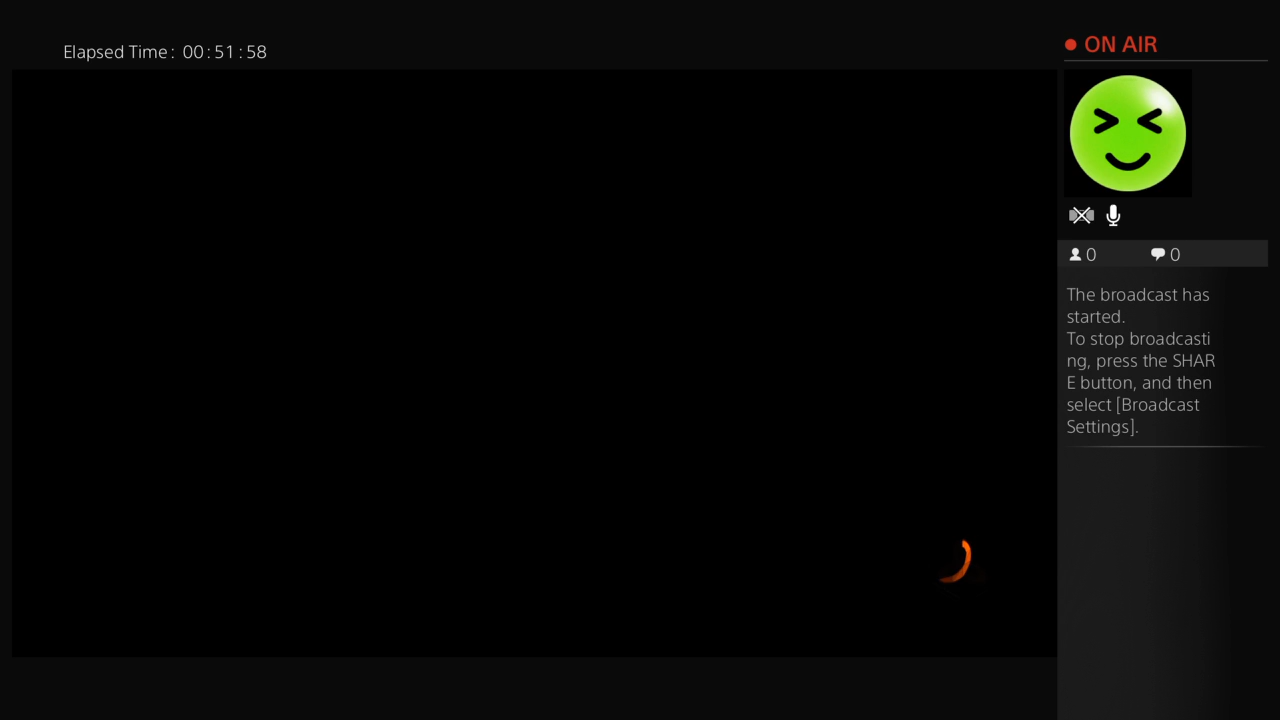 Elapsed Time: 00:51:58
ON AIR
0 0
The broadcast has
started.
To stop broadcasti
ng, press the SHAR
E button, and then
select [Broadcast
Settings].